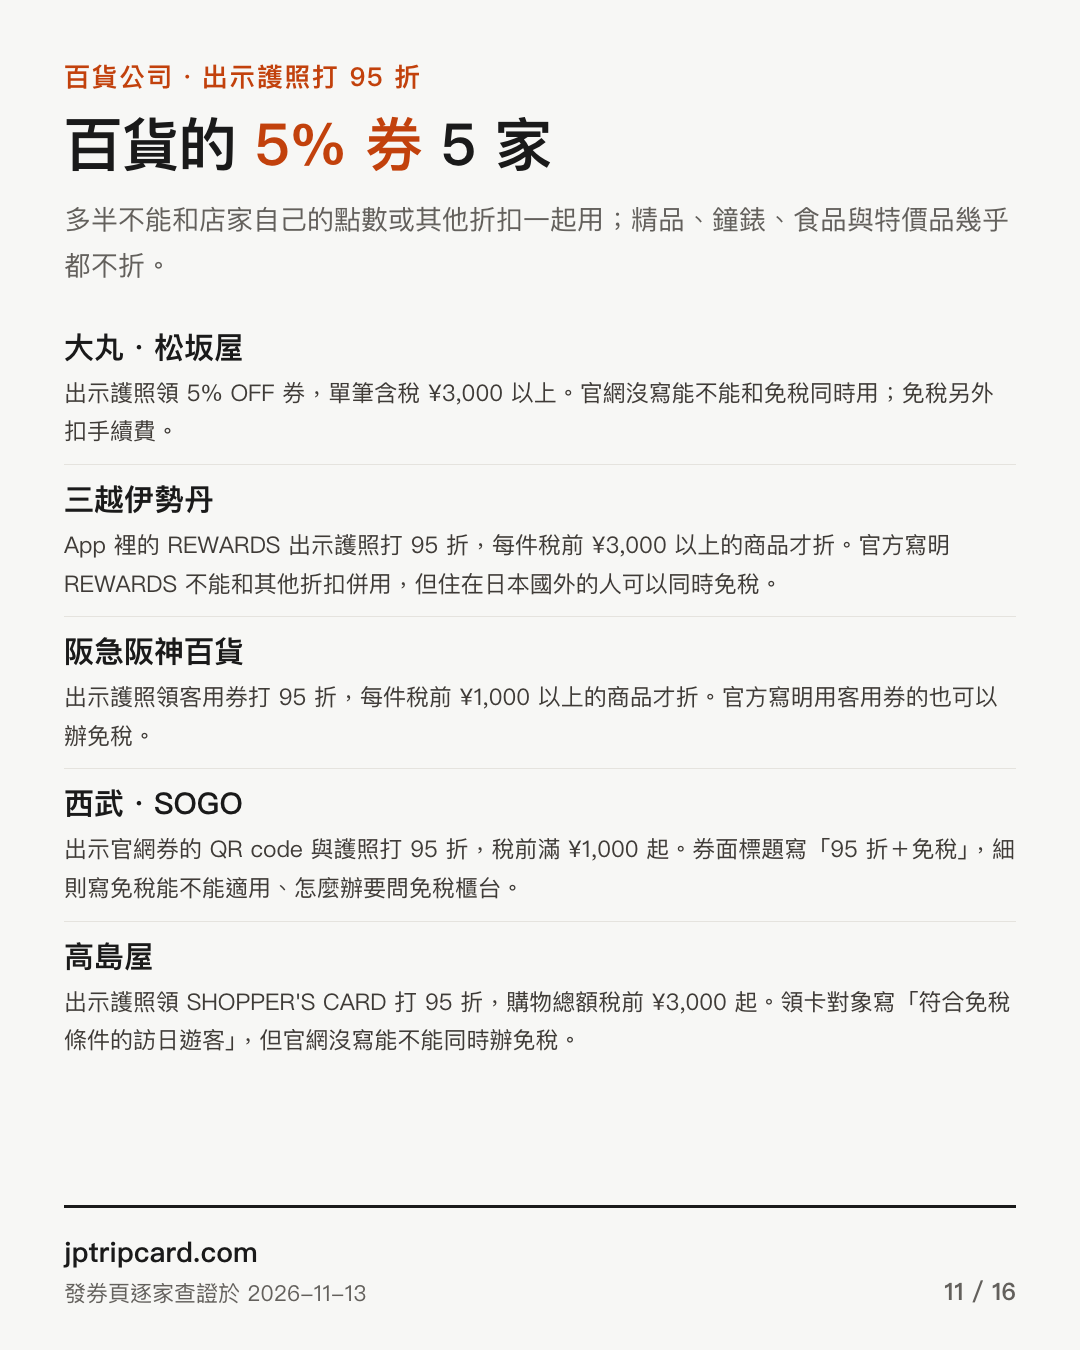 百貨公司·出示護照打 95 折
百貨的 5% 券 5 家
多半不能和店家自己的點數或其他折扣一起用；精品、鐘錶、食品與特價品幾乎
都不折。
大丸·松坂屋
出示護照領 5% OFF 券，單筆含稅 ¥3,000 以上。官網沒寫能不能和免稅同時用；免稅另外
扣手續費。
三越伊勢丹
App 裡的 REWARDS 出示護照打 95 折，每件稅前 ¥3,000 以上的商品才折。官方寫明
REWARDS 不能和其他折扣併用，但住在日本國外的人可以同時免稅。
阪急阪神百貨
出示護照領客用券打 95 折，每件稅前 ¥1,000 以上的商品才折。官方寫明用客用券的也可以
辦免稅。
西武·SOGO
出示官網券的 QR code 與護照打 95 折，稅前滿 ¥1,000 起。券面標題寫「95 折＋免稅」，細
則寫免稅能不能適用、怎麼辦要問免稅櫃台。
高島屋
出示護照領 SHOPPER'S CARD 打 95 折，購物總額稅前 ¥3,000 起。領卡對象寫「符合免稅
條件的訪日遊客」，但官網沒寫能不能同時辦免稅。
jptripcard.com
發券頁逐家查證於 2026–11–13
11 / 16